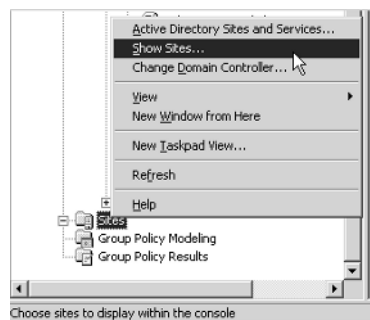 Active Directory Sites and Services...
Show Sites...
Change Domain Controller...
View
New Window from Here
New Taskpad View...
Refresh
Help
Sites
Group Policy Modeling
Group Policy Results
Choose sites to display within the console